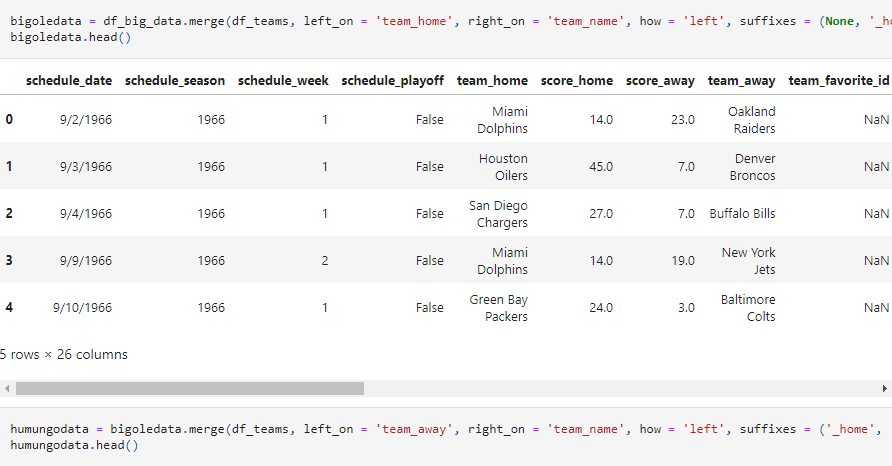 bigoledata = df_big_data.merge(df_teams, left_on = 'team_home', right_on = 'team_name', how = 'left', suffixes = (None, '_ho
bigoledata.head()
schedule_date schedule_season schedule_week schedule_playoff team_home score_home score_away team_away team_favorite_id
0 9/2/1966 1966 1 False Miami Dolphins 14.0 23.0 Oakland Raiders NaN
1 9/3/1966 1966 1 False Houston Oilers 45.0 7.0 Denver Broncos NaN
2 9/4/1966 1966 1 False San Diego Chargers 27.0 7.0 Buffalo Bills NaN
3 9/9/1966 1966 2 False Miami Dolphins 14.0 19.0 New York Jets NaN
4 9/10/1966 1966 1 False Green Bay Packers 24.0 3.0 Baltimore Colts NaN
5 rows × 26 columns
humungodata = bigoledata.merge(df_teams, left_on = 'team_away', right_on = 'team_name', how = 'left', suffixes = ('_home',
humungodata.head()